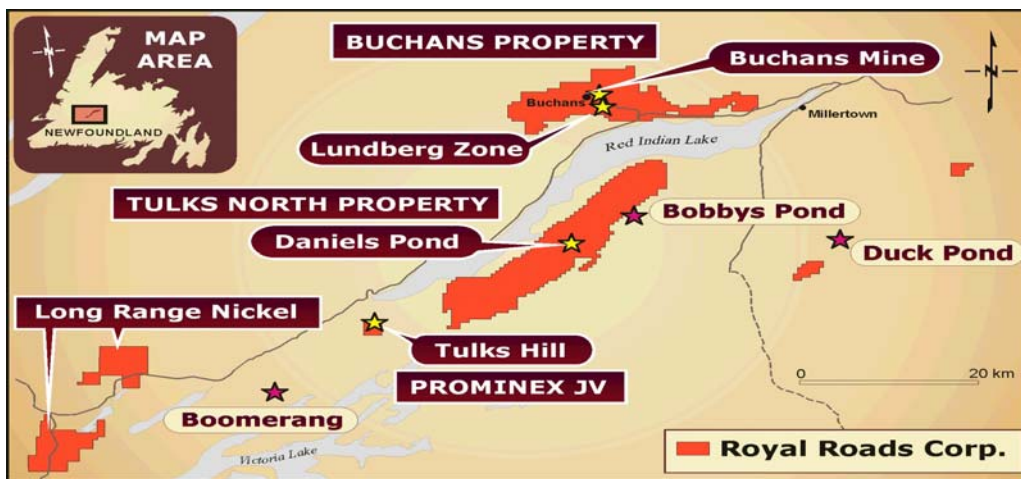 MAP
AREA
NEWFOUNDLAND
N
BUCHANS PROPERTY
Buchans Mine
N
Buchans
Millertown
Lundberg Zone
Red Indian Lake
TULKS NORTH PROPERTY
Bobbys Pond
Daniels Pond
Duck Pond
Long Range Nickel
Tulks Hill
PROMINEX JV
0 20 km
Boomerang
Victoria Lake
Royal Roads Corp.